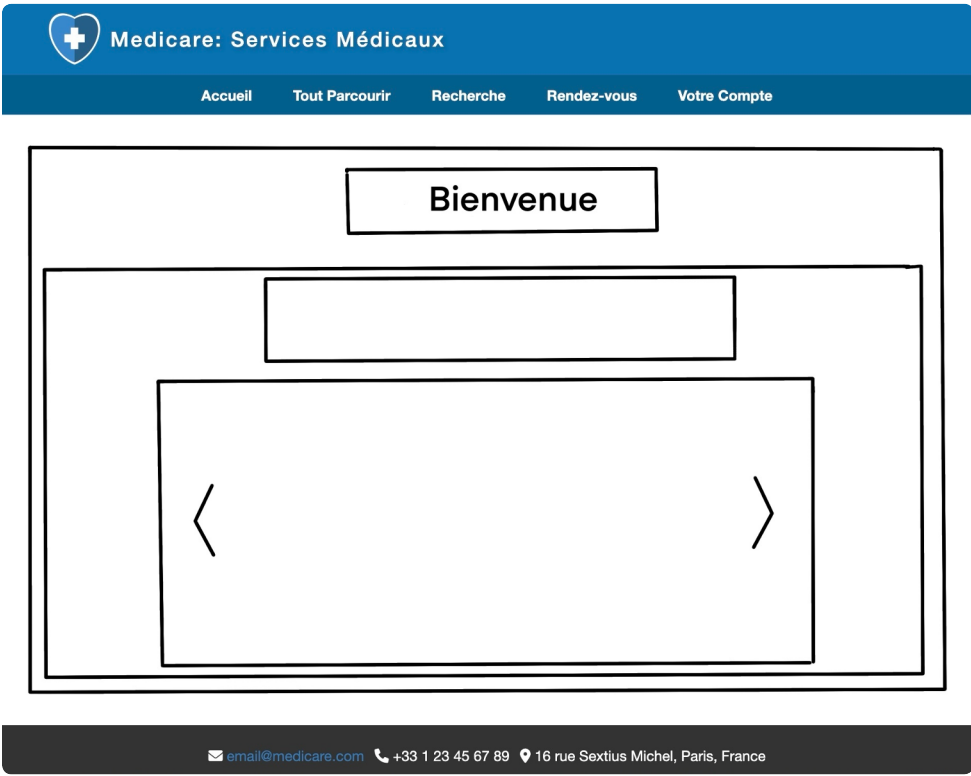 Medicare: Services Médicaux
Accueil Tout Parcourir Recherche Rendez-vous Votre Compte
Bienvenue
email@medicare.com +33 1 23 45 67 89 16 rue Sextius Michel, Paris, France